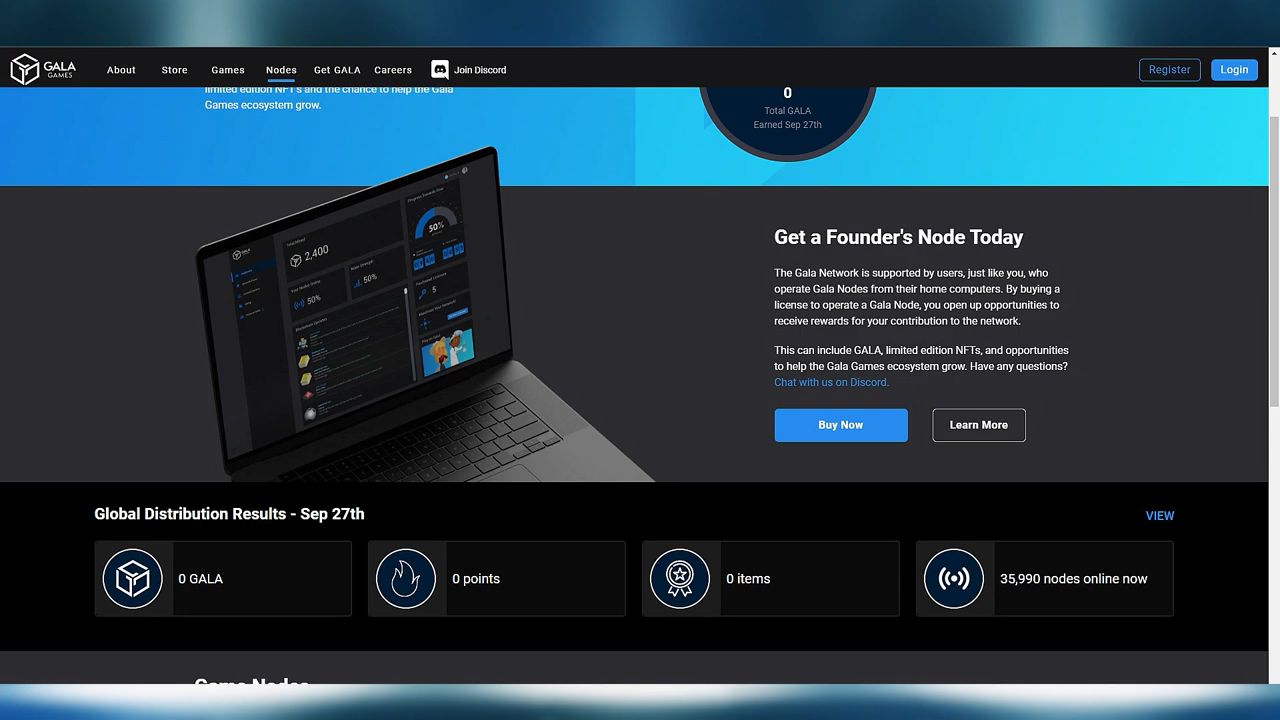 GALA
GAMES
About
Store
Games
Nodes
Get GALA
Careers
Join Discord
Register
Login
limited edition NFT's and the chance to help the Gala
Games ecosystem grow.
0
Total GALA
Earned Sep 27th
GALA
Total Mined
2,400
50%
50%
50%
5
Get a Founder's Node Today
The Gala Network is supported by users, just like you, who
operate Gala Nodes from their home computers. By buying a
license to operate a Gala Node, you open up opportunities to
receive rewards for your contribution to the network.
This can include GALA, limited edition NFTs, and opportunities
to help the Gala Games ecosystem grow. Have any questions?
Chat with us on Discord.
Buy Now
Learn More
Global Distribution Results - Sep 27th
VIEW
0 GALA
0 points
0 items
35,990 nodes online now
Game Nodes